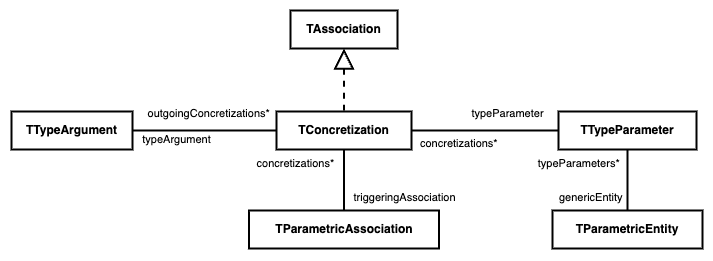 TAssociation
outgoingConcretizations*
typeParameter
TTypeArgument
TConcretization
TTypeParameter
typeArgument
concretizations*
concretizations*
typeParameters*
triggeringAssociation
genericEntity
TParametricAssociation
TParametricEntity